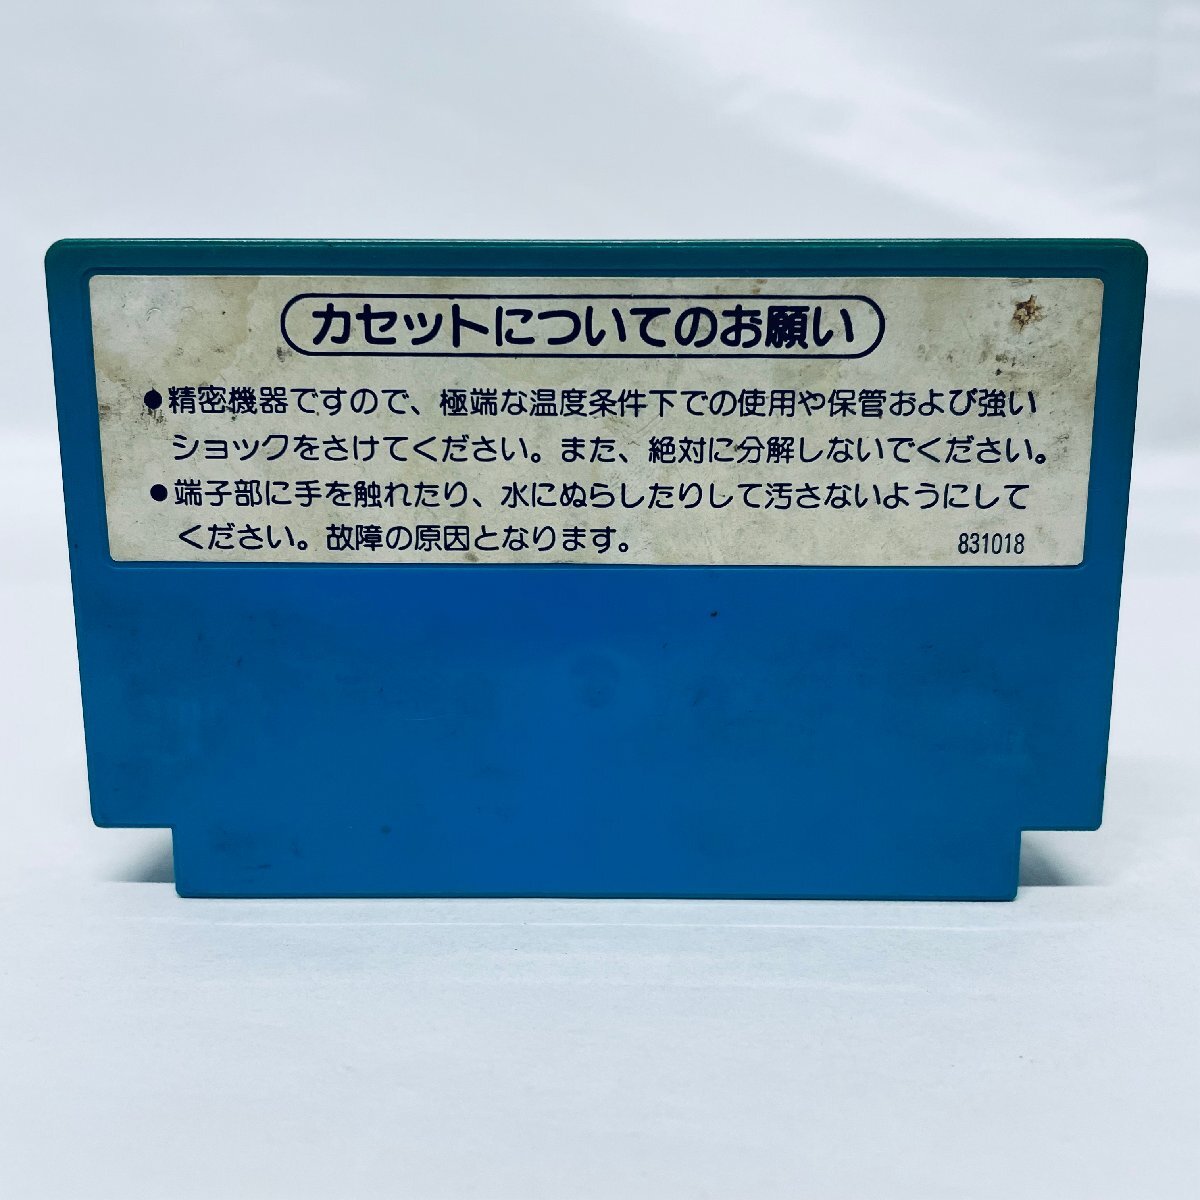 カセットについてのお願い
●精密機器ですので、極端な温度条件下での使用や保管および強い
ショックをさけてください。また、絶対に分解しないでください。
●端子部に手を触れたり、水にぬらしたりして汚さないようにして
ください。故障の原因となります。
831018